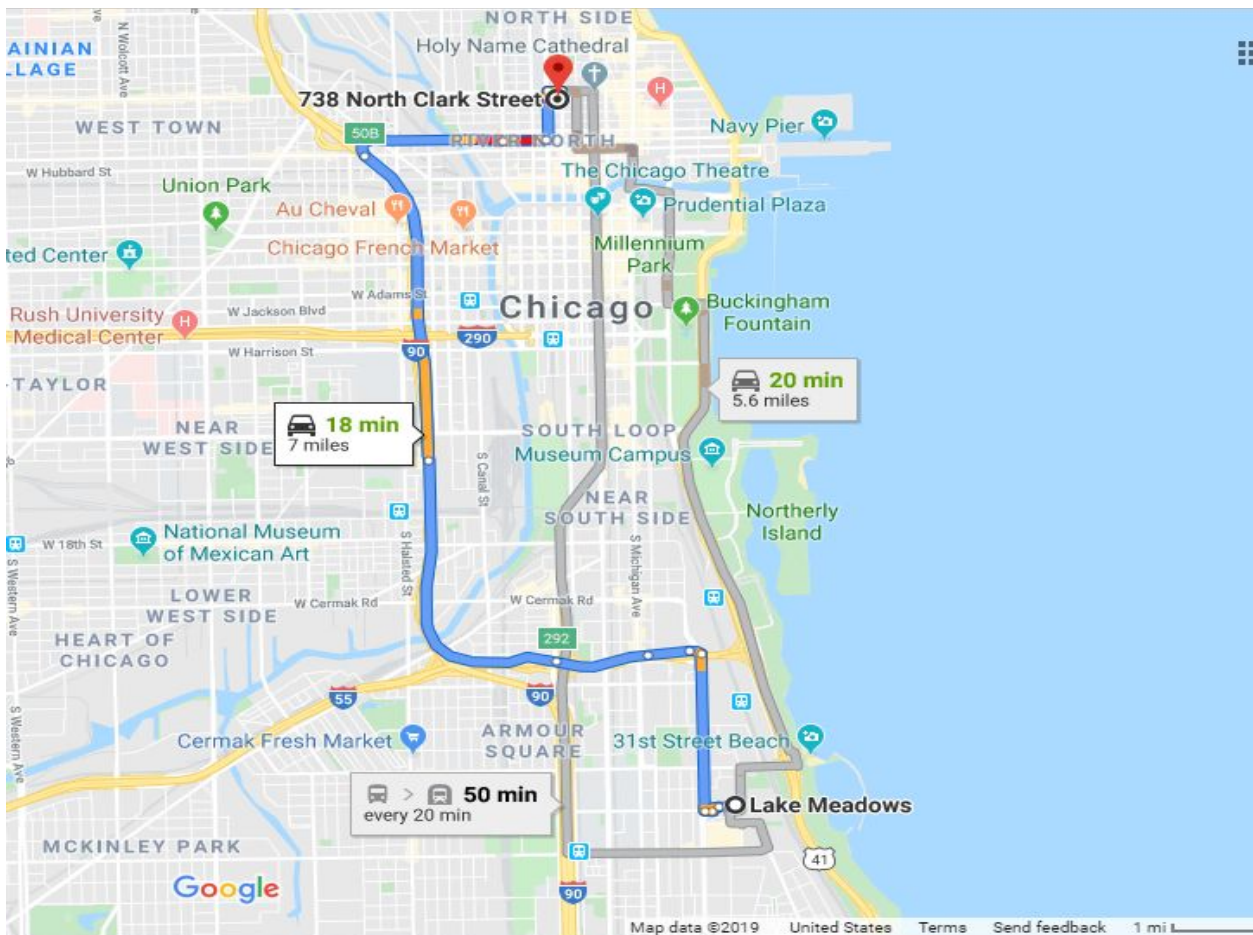 NORTH SIDE
AINIAN
LLAGE
N Wolcott Ave
Holy Name Cathedral
738 North Clark Street
H
WEST TOWN
50B
RIVER NORTH
Navy Pier
W Hubbard St
The Chicago Theatre
Union Park
Prudential Plaza
Au Cheval
Chicago French Market
Millennium
Park
ted Center
W Adams St
Chicago
Buckingham
Fountain
Rush University
Medical Center
H
W Jackson Blvd
290
W Harrison St
90
-TAYLOR
20 min
5.6 miles
18 min
7 miles
NEAR
WEST SIDE
SOUTH LOOP
Museum Campus
S Canal St
NEAR
SOUTH SIDE
Northerly
Island
National Museum
of Mexican Art
W 18th St
S Halsted St
S Michigan Ave
S Western Ave
LOWER
WEST SIDE
W Cermak Rd
W Cermak Rd
HEART OF
CHICAGO
292
55
90
S Western Ave
Cermak Fresh Market
ARMOUR
SQUARE
31st Street Beach
> 50 min
every 20 min
Lake Meadows
MCKINLEY PARK
41
Google
90
Map data ©2019 United States Terms Send feedback 1 mi